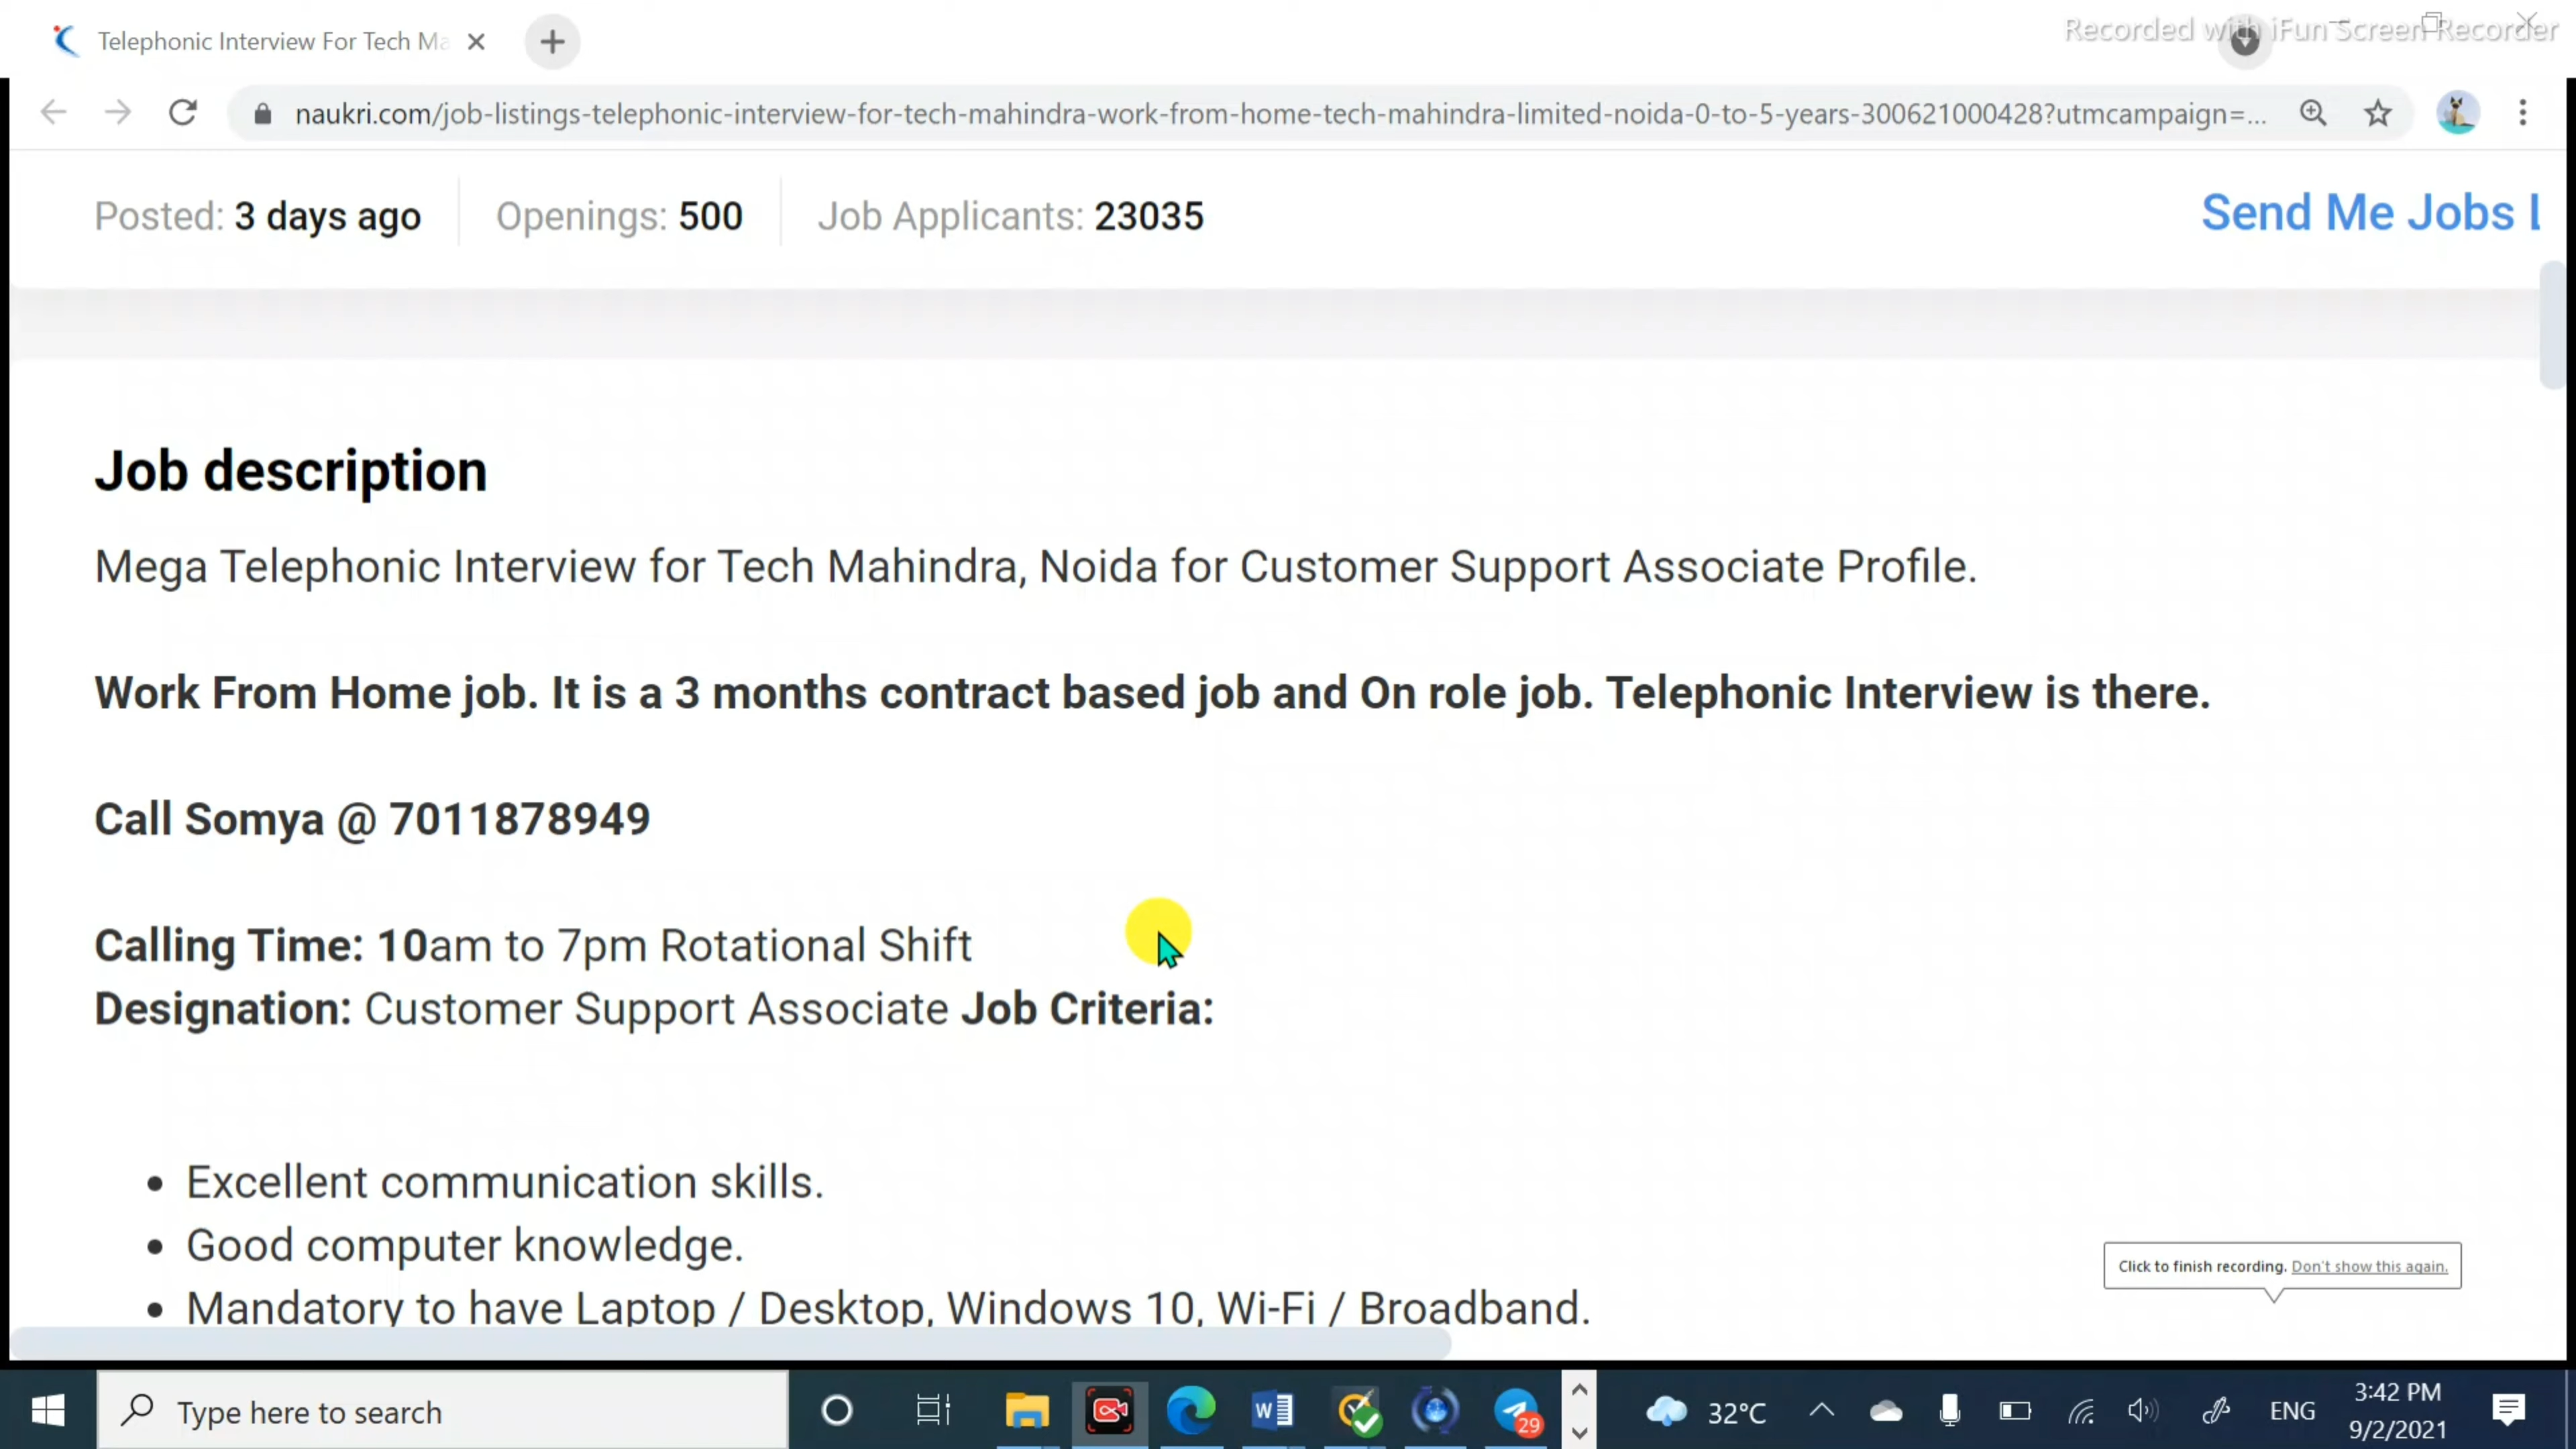 Telephonic Interview For Tech Ma
Recorded with iFun Screen Recorder
naukri.com/job-listings-telephonic-interview-for-tech-mahindra-work-from-home-tech-mahindra-limited-noida-0-to-5-years-300621000428?utmcampaign=...
Posted: 3 days ago Openings: 500 Job Applicants: 23035 Send Me Jobs L
Job description
Mega Telephonic Interview for Tech Mahindra, Noida for Customer Support Associate Profile.
Work From Home job. It is a 3 months contract based job and On role job. Telephonic Interview is there.
Call Somya @ 7011878949
Calling Time: 10am to 7pm Rotational Shift
Designation: Customer Support Associate Job Criteria:
• Excellent communication skills.
• Good computer knowledge.
• Mandatory to have Laptop / Desktop, Windows 10, Wi-Fi / Broadband.
Click to finish recording. Don't show this again.
Type here to search
29
32°C
ENG
3:42 PM
9/2/2021